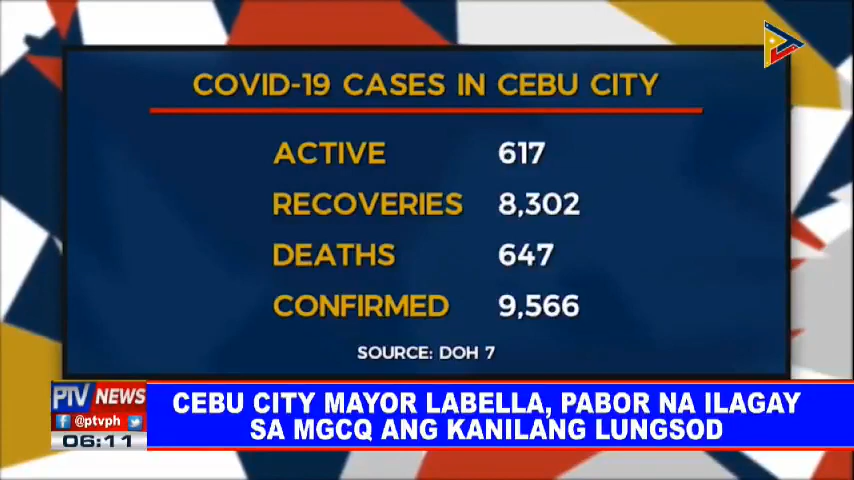 COVID-19 CASES IN CEBU CITY
ACTIVE 617
RECOVERIES 8,302
DEATHS 647
CONFIRMED 9,566
SOURCE: DOH 7
PTV NEWS
@ptvph
06:11
CEBU CITY MAYOR LABELLA, PABOR NA ILAGAY
SA MGCQ ANG KANILANG LUNGSOD